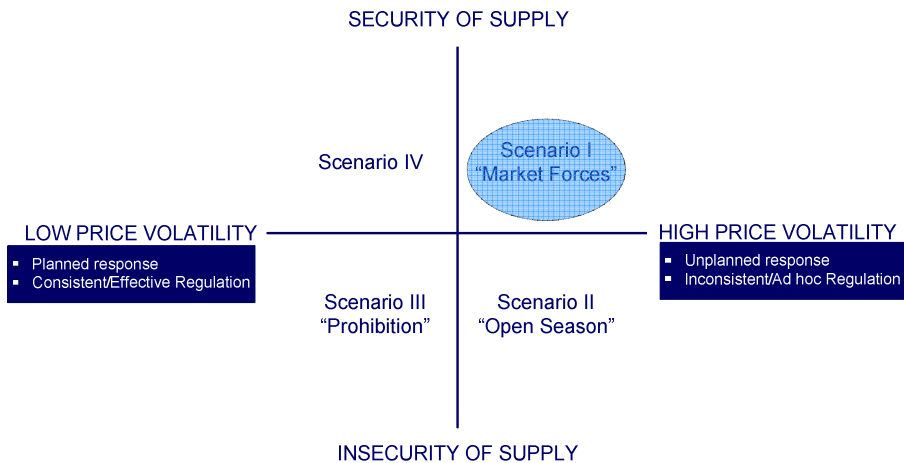 SECURITY OF SUPPLY
Scenario IV
Scenario I
“Market Forces”
LOW PRICE VOLATILITY
▪ Planned response
▪ Consistent/Effective Regulation
HIGH PRICE VOLATILITY
▪ Unplanned response
▪ Inconsistent/Ad hoc Regulation
Scenario III
“Prohibition”
Scenario II
“Open Season”
INSECURITY OF SUPPLY